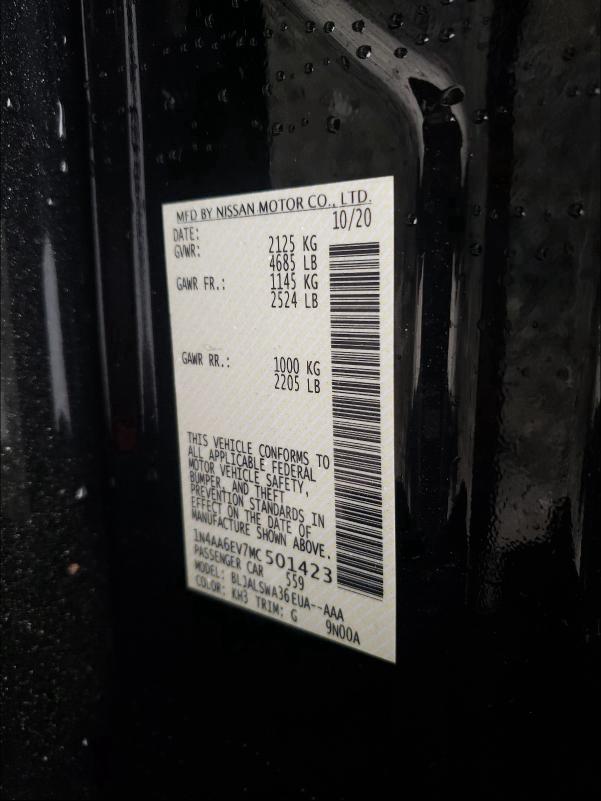 MFD BY NISSAN MOTOR CO., LTD.
DATE: 10/20
GVWR: 2125 KG
4685 LB
GAWR FR.: 1145 KG
2524 LB
GAWR RR.: 1000 KG
2205 LB
THIS VEHICLE CONFORMS TO
ALL APPLICABLE FEDERAL
MOTOR VEHICLE SAFETY,
BUMPER, AND THEFT
PREVENTION STANDARDS IN
EFFECT ON THE DATE OF
MANUFACTURE SHOWN ABOVE.
1N4AA6EV7MC501423
PASSENGER CAR 559
MODEL: BLJALSWA36EUA--AAA
COLOR: KH3 TRIM: G 9N00A